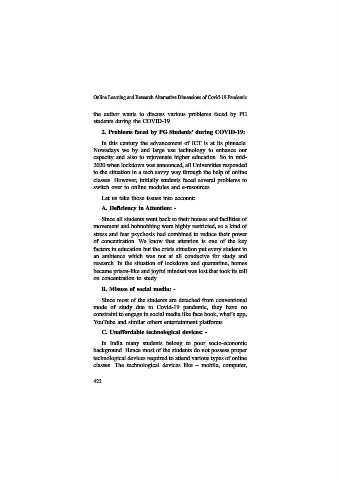 Online Learning and Research Alternative Dimensions of Covid-19 Pandemic
the author wants to discuss various problems faced by PG
students during the COVID-19.
2. Problems faced by PG Students' during COVID-19:
In this century the advancement of ICT is at its pinnacle.
Nowadays we by and large use technology to enhance our
capacity and also to rejuvenate higher education. So in mid-
2020 when lockdown was announced, all Universities responded
to the situation in a tech savvy way through the help of online
classes. However, initially students faced several problems to
switch over to online modules and e-resources.
Let us take those issues into account:
A. Deficiency in Attention: -
Since all students went back to their houses and facilities of
movement and hobnobbing were highly restricted, so a kind of
stress and fear psychosis had combined to reduce their power
of concentration. We know that attention is one of the key
factors in education but the crisis situation put every student in
an ambience which was not at all conducive for study and
research. In the situation of lockdown and quarantine, homes
became prison-like and joyful mindset was lost that took its toll
on concentration to study.
B. Misuse of social media: -
Since most of the students are detached from conventional
mode of study due to Covid-19 pandemic, they have no
constraint to engage in social media like face book, what's app,
YouTube and similar others entertainment platforms.
C. Unaffordable technological devices: -
In India many students belong to poor socio-economic
background. Hence most of the students do not possess proper
technological devices required to attend various types of online
classes. The technological devices like – mobile, computer,
422